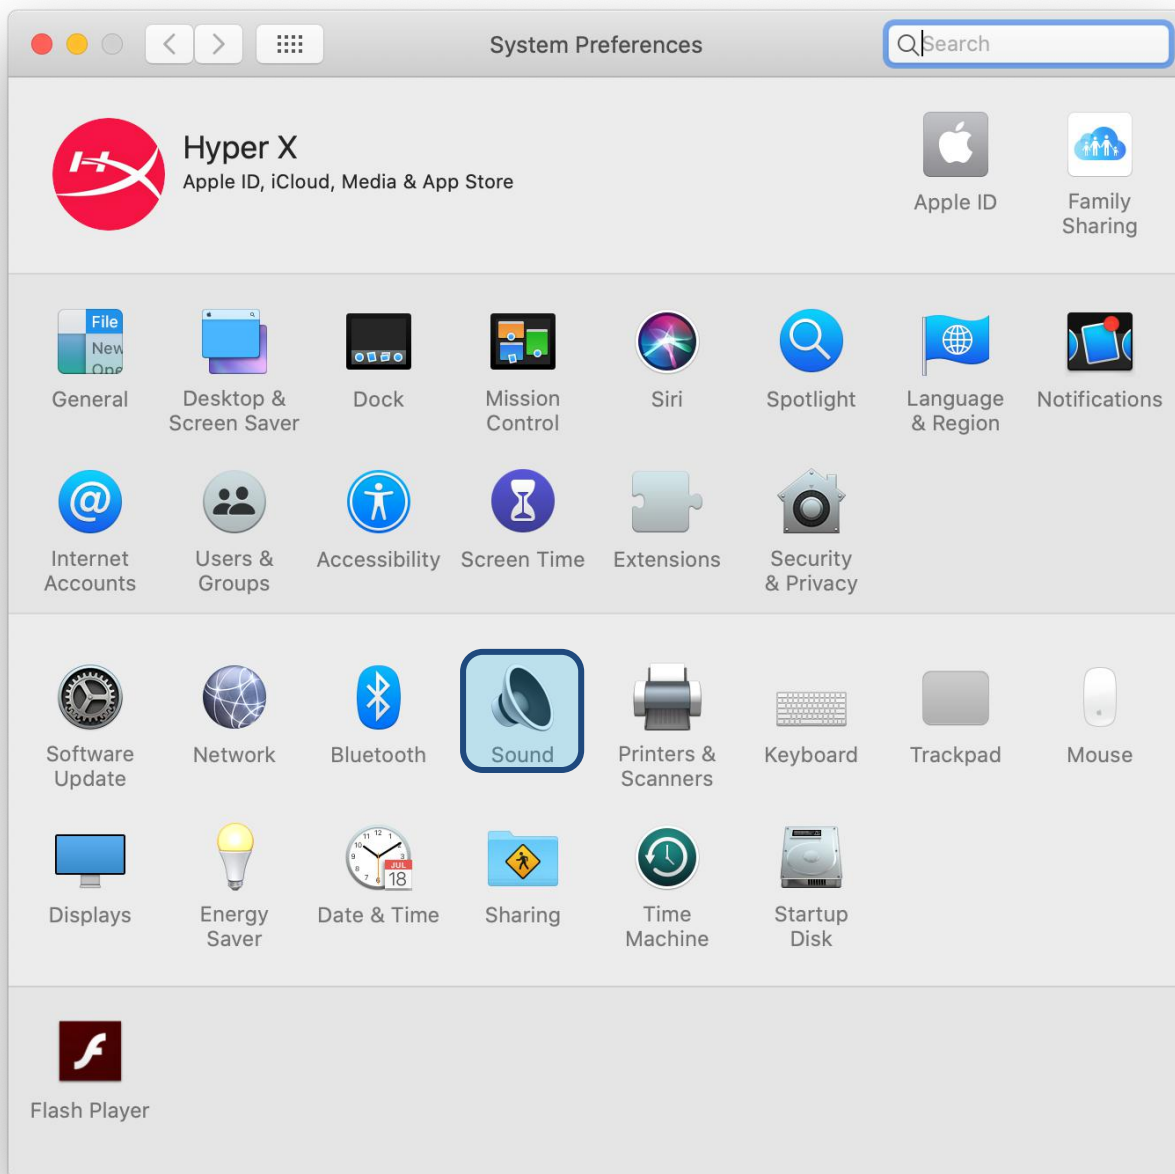 System Preferences
Search
Hyper X
Apple ID, iCloud, Media & App Store
Apple ID
Family
Sharing
File
New
Ope
General
Desktop &
Screen Saver
Dock
Mission
Control
Siri
Spotlight
Language
& Region
Notifications
Internet
Accounts
Users &
Groups
Accessibility
Screen Time
Extensions
Security
& Privacy
Software
Update
Network
Bluetooth
Sound
Printers &
Scanners
Keyboard
Trackpad
Mouse
Displays
Energy
Saver
JUL
18
Date & Time
Sharing
Time
Machine
Startup
Disk
Flash Player